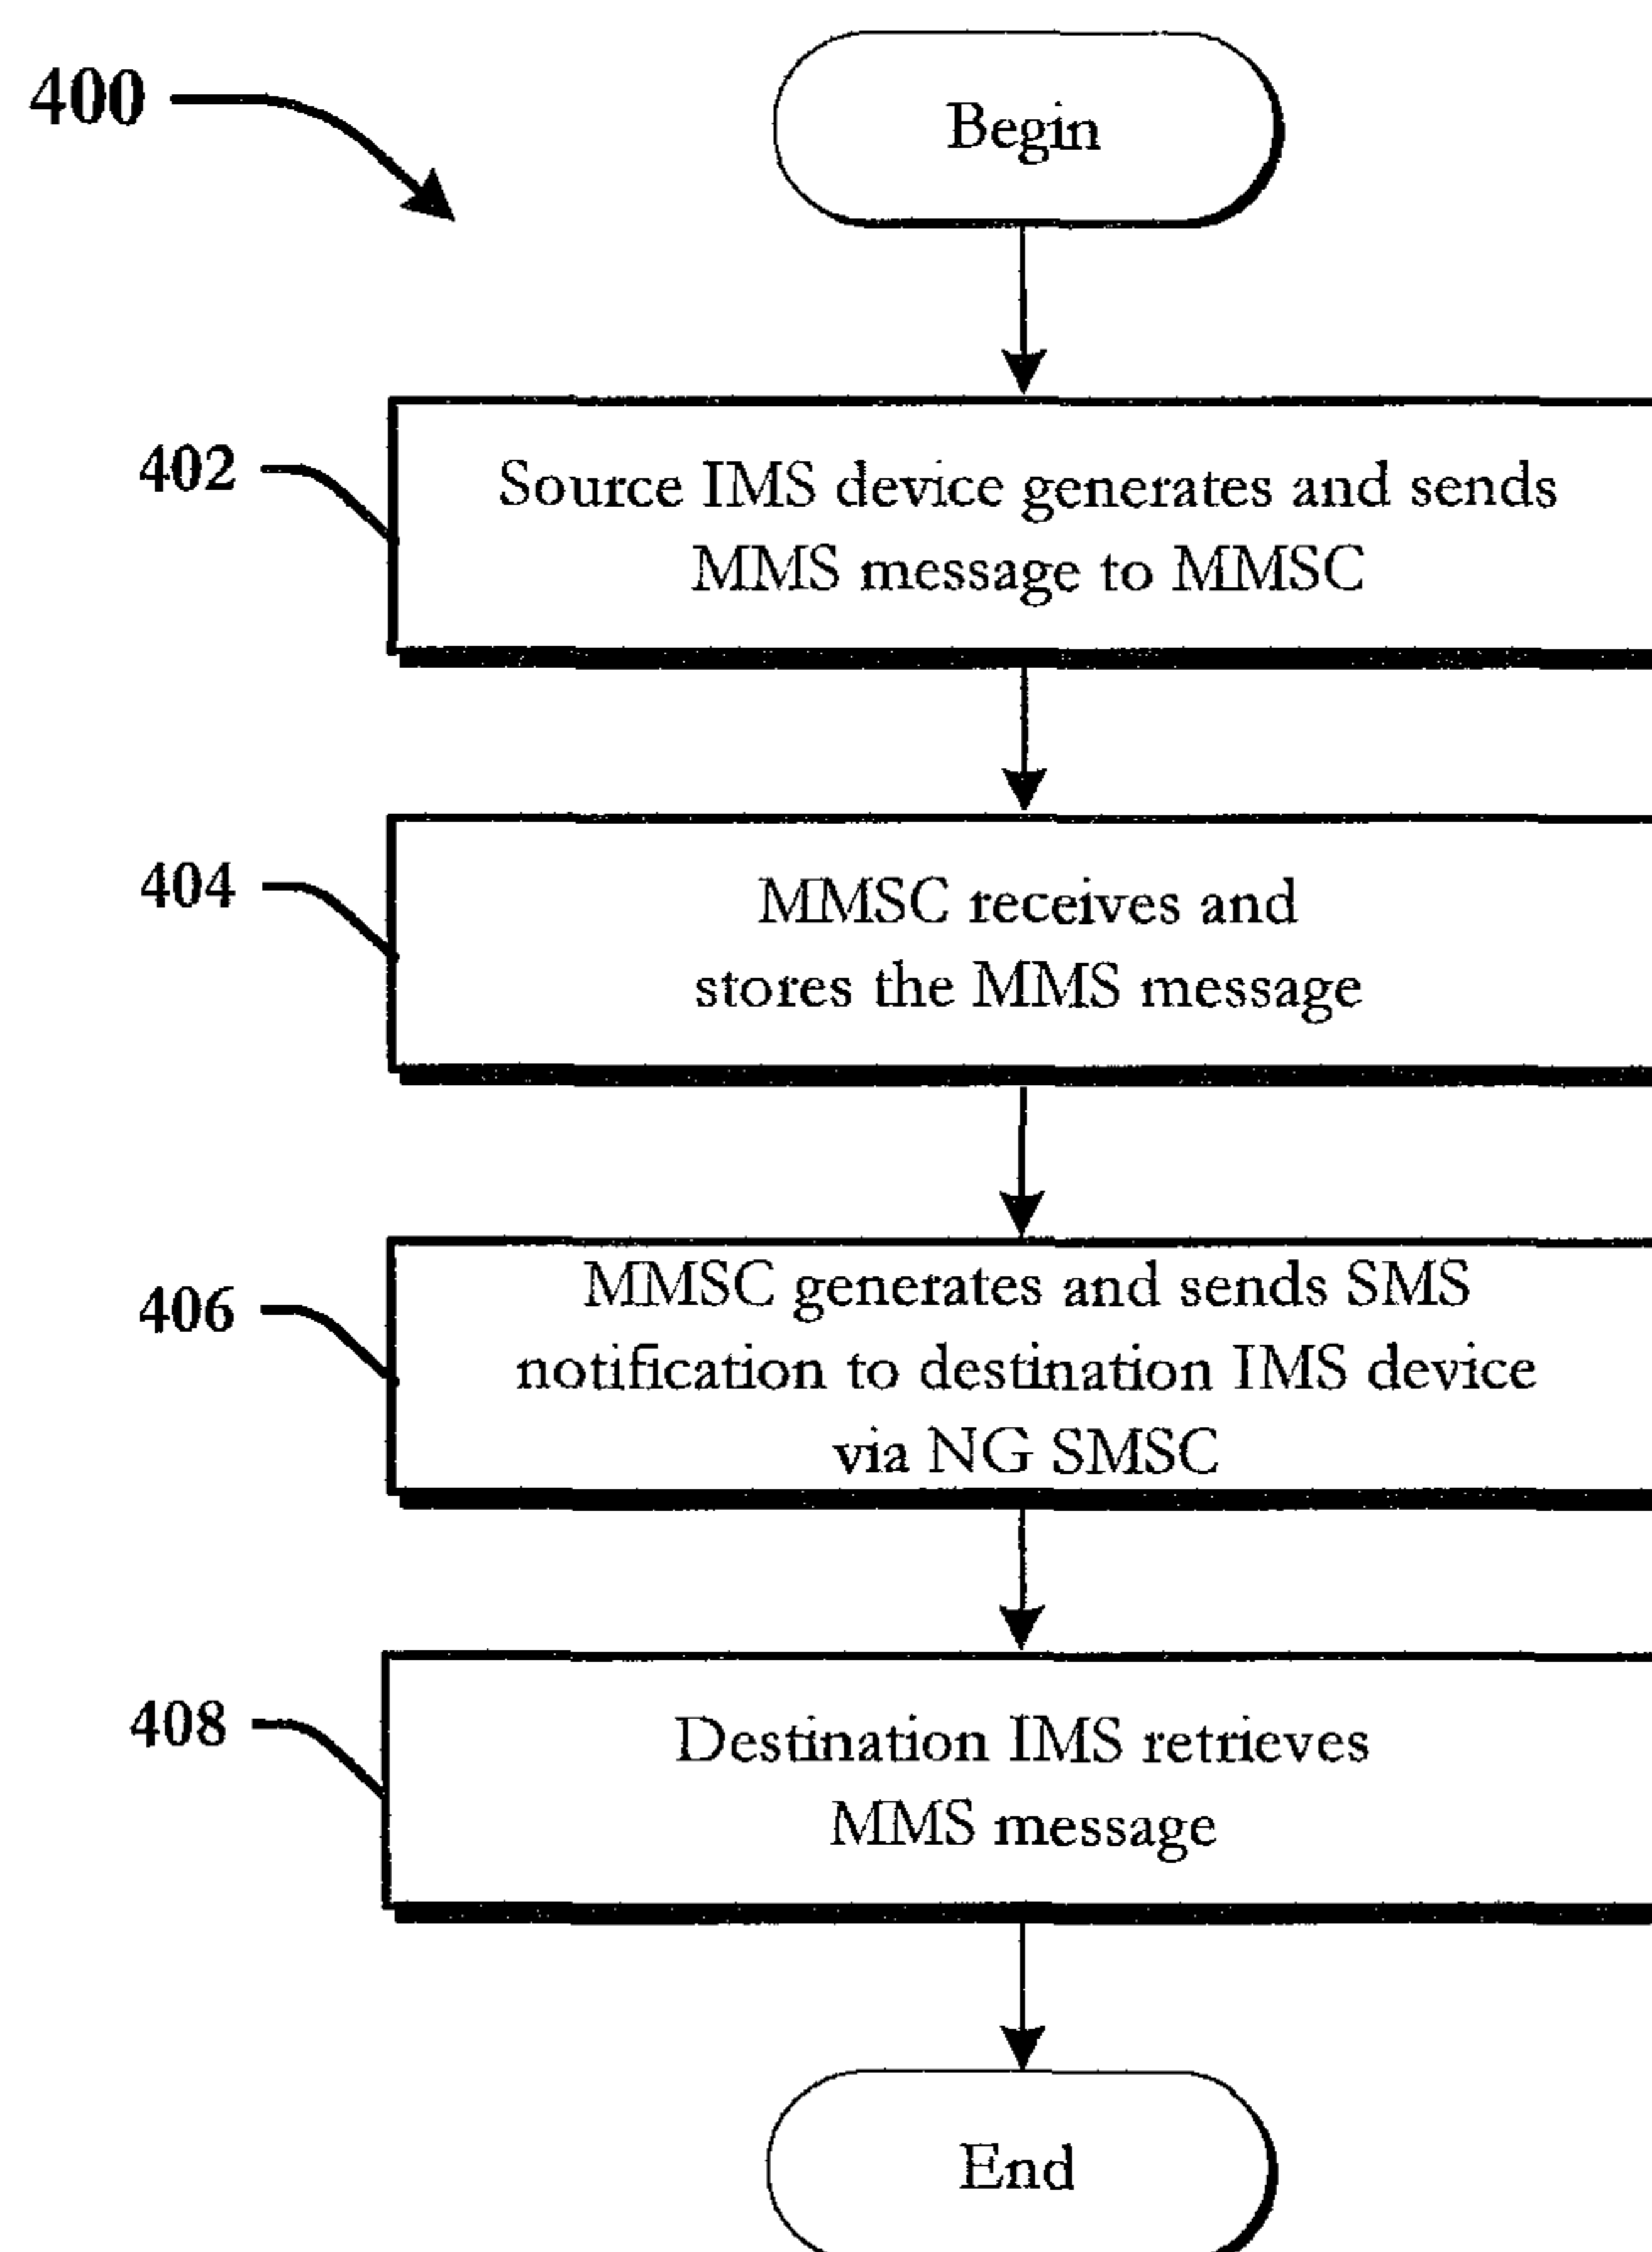 400
Begin
402
Source IMS device generates and sends
MMS message to MMSC
404
MMSC receives and
stores the MMS message
406
MMSC generates and sends SMS
notification to destination IMS device
via NG SMSC
408
Destination IMS retrieves
MMS message
End